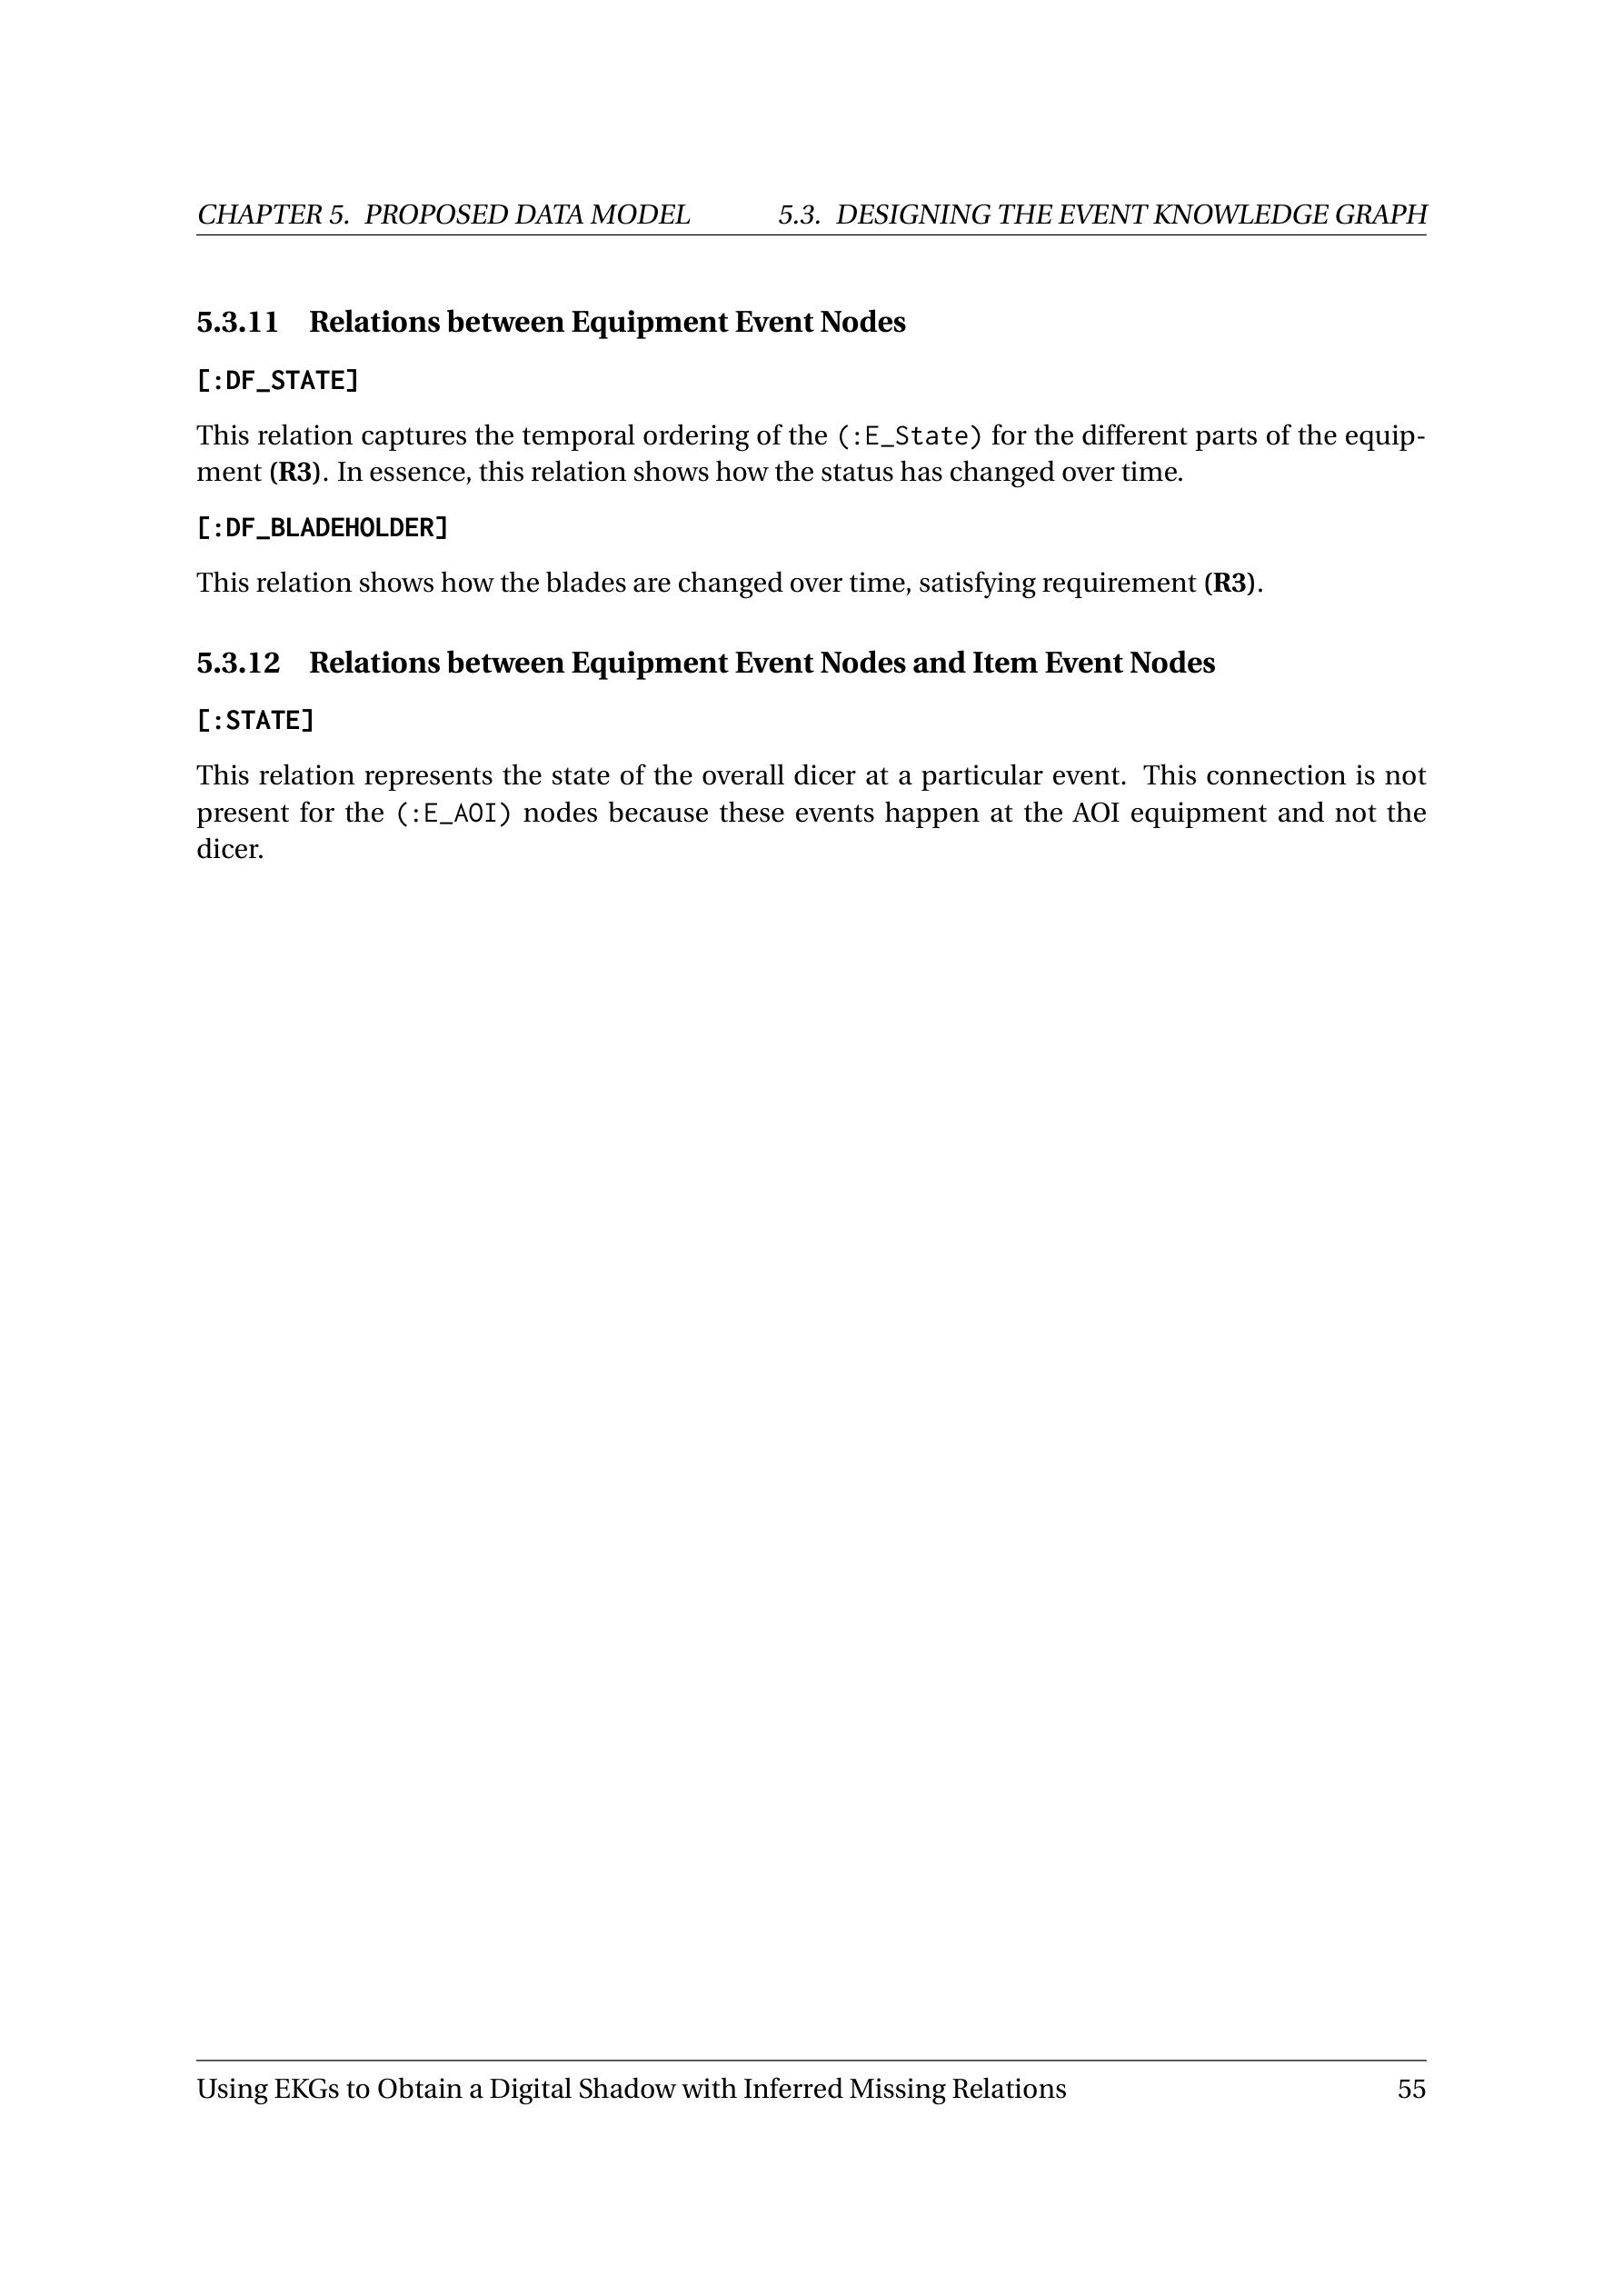 CHAPTER 5. PROPOSED DATA MODEL 5.3. DESIGNING THE EVENT KNOWLEDGE GRAPH
5.3.11 Relations between Equipment Event Nodes
[:DF_STATE]
This relation captures the temporal ordering of the (:E_State) for the different parts of the equip-
ment (R3). In essence, this relation shows how the status has changed over time.
[:DF_BLADEHOLDER]
This relation shows how the blades are changed over time, satisfying requirement (R3).
5.3.12 Relations between Equipment Event Nodes and Item Event Nodes
[:STATE]
This relation represents the state of the overall dicer at a particular event. This connection is not
present for the (:E_AOI) nodes because these events happen at the AOI equipment and not the
dicer.
Using EKGs to Obtain a Digital Shadow with Inferred Missing Relations 55